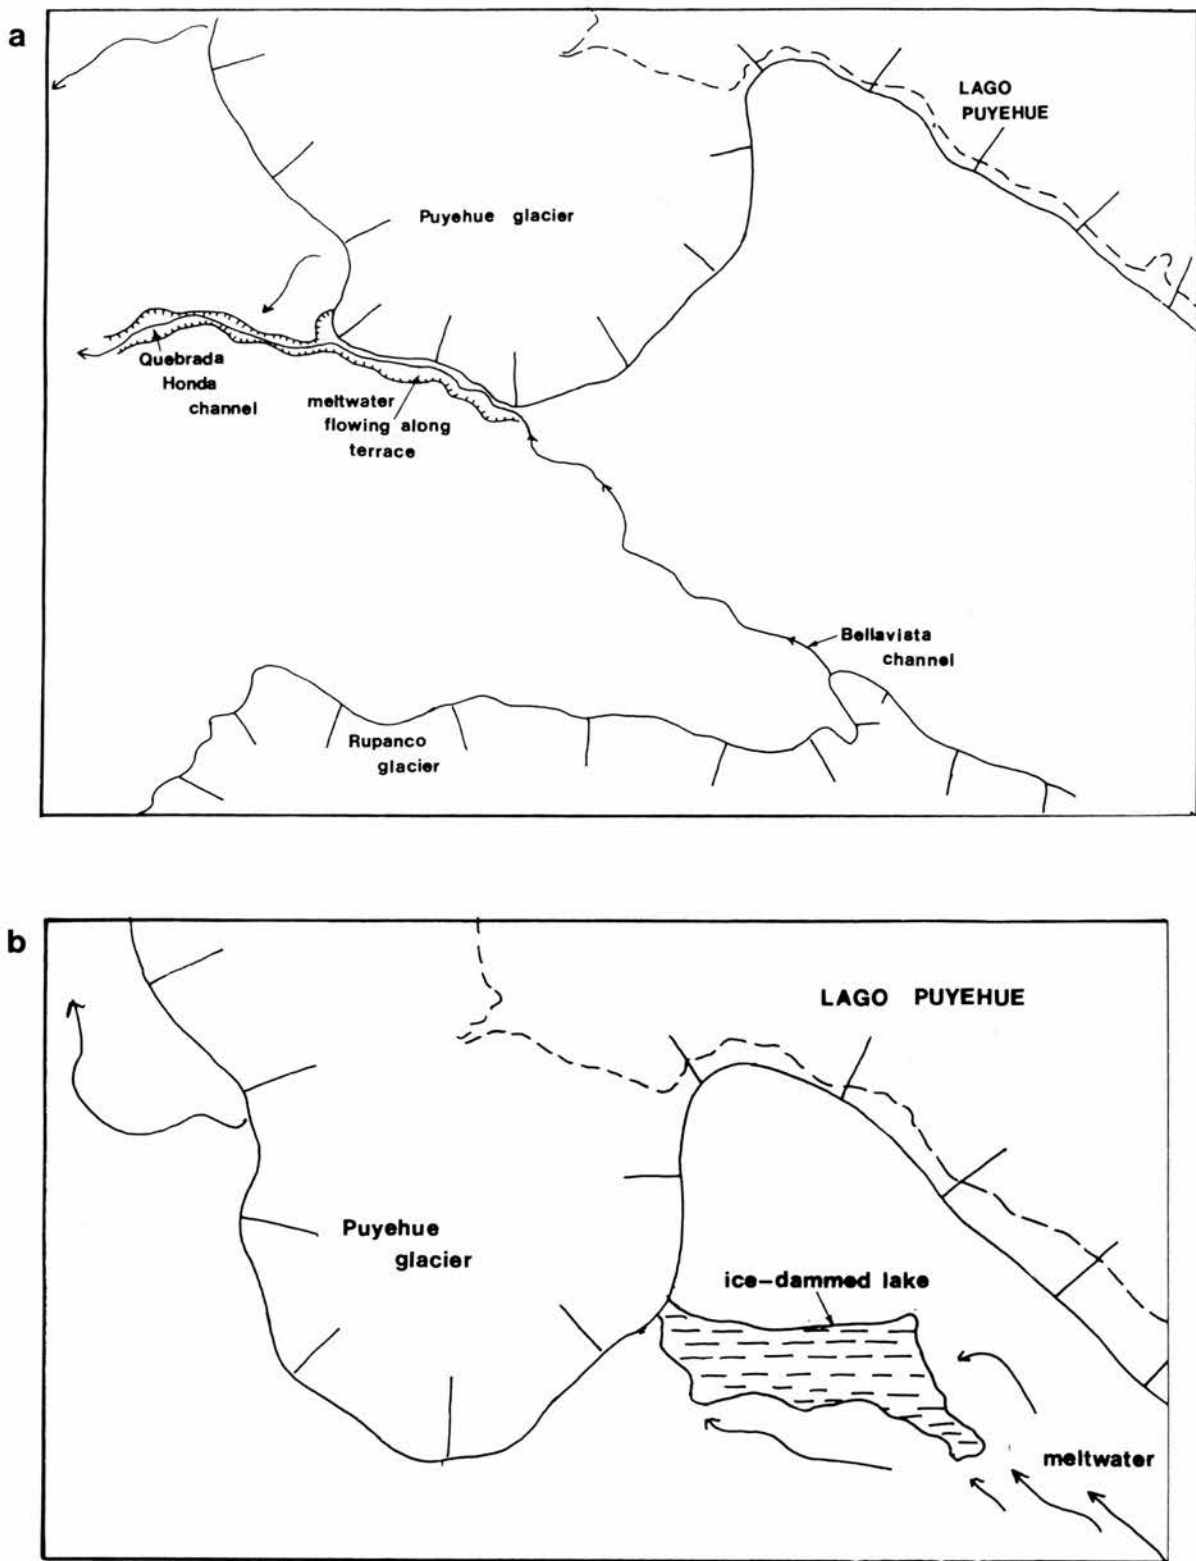 a
LAGO
PUYEHUE
Puyehue glacier
Quebrada
Honda
channel
meltwater
flowing along
terrace
Bellavista
channel
Rupanco
glacier
b
LAGO PUYEHUE
Puyehue
glacier
ice-dammed lake
meltwater